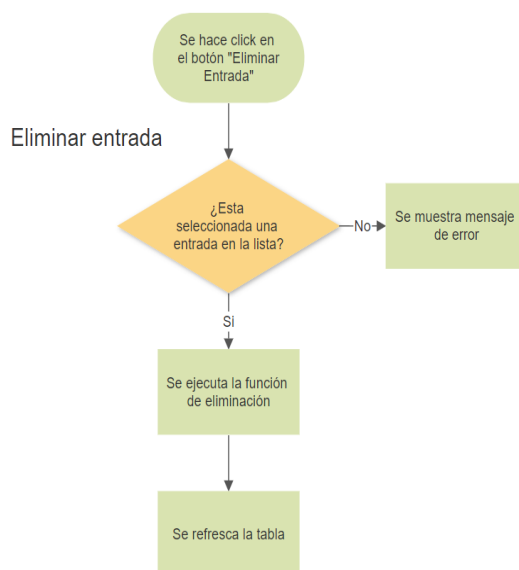 Se hace click en
el botón "Eliminar
Entrada"
Eliminar entrada
¿Esta
seleccionada una
entrada en la lista?
No
Se muestra mensaje
de error
Si
Se ejecuta la función
de eliminación
Se refresca la tabla